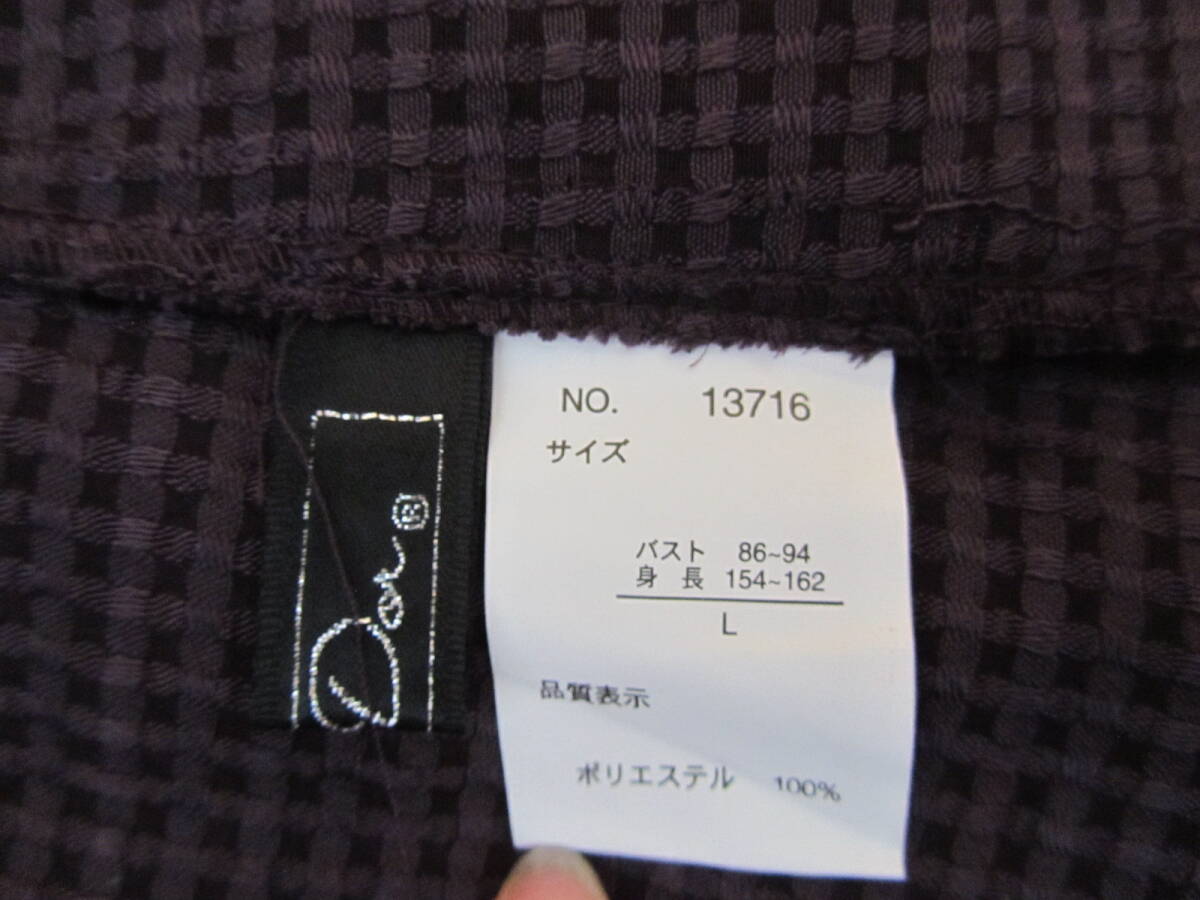 NO. 13716
サイズ
バスト 86~94
身 長 154~162
L
品質表示
ポリエステル 100%